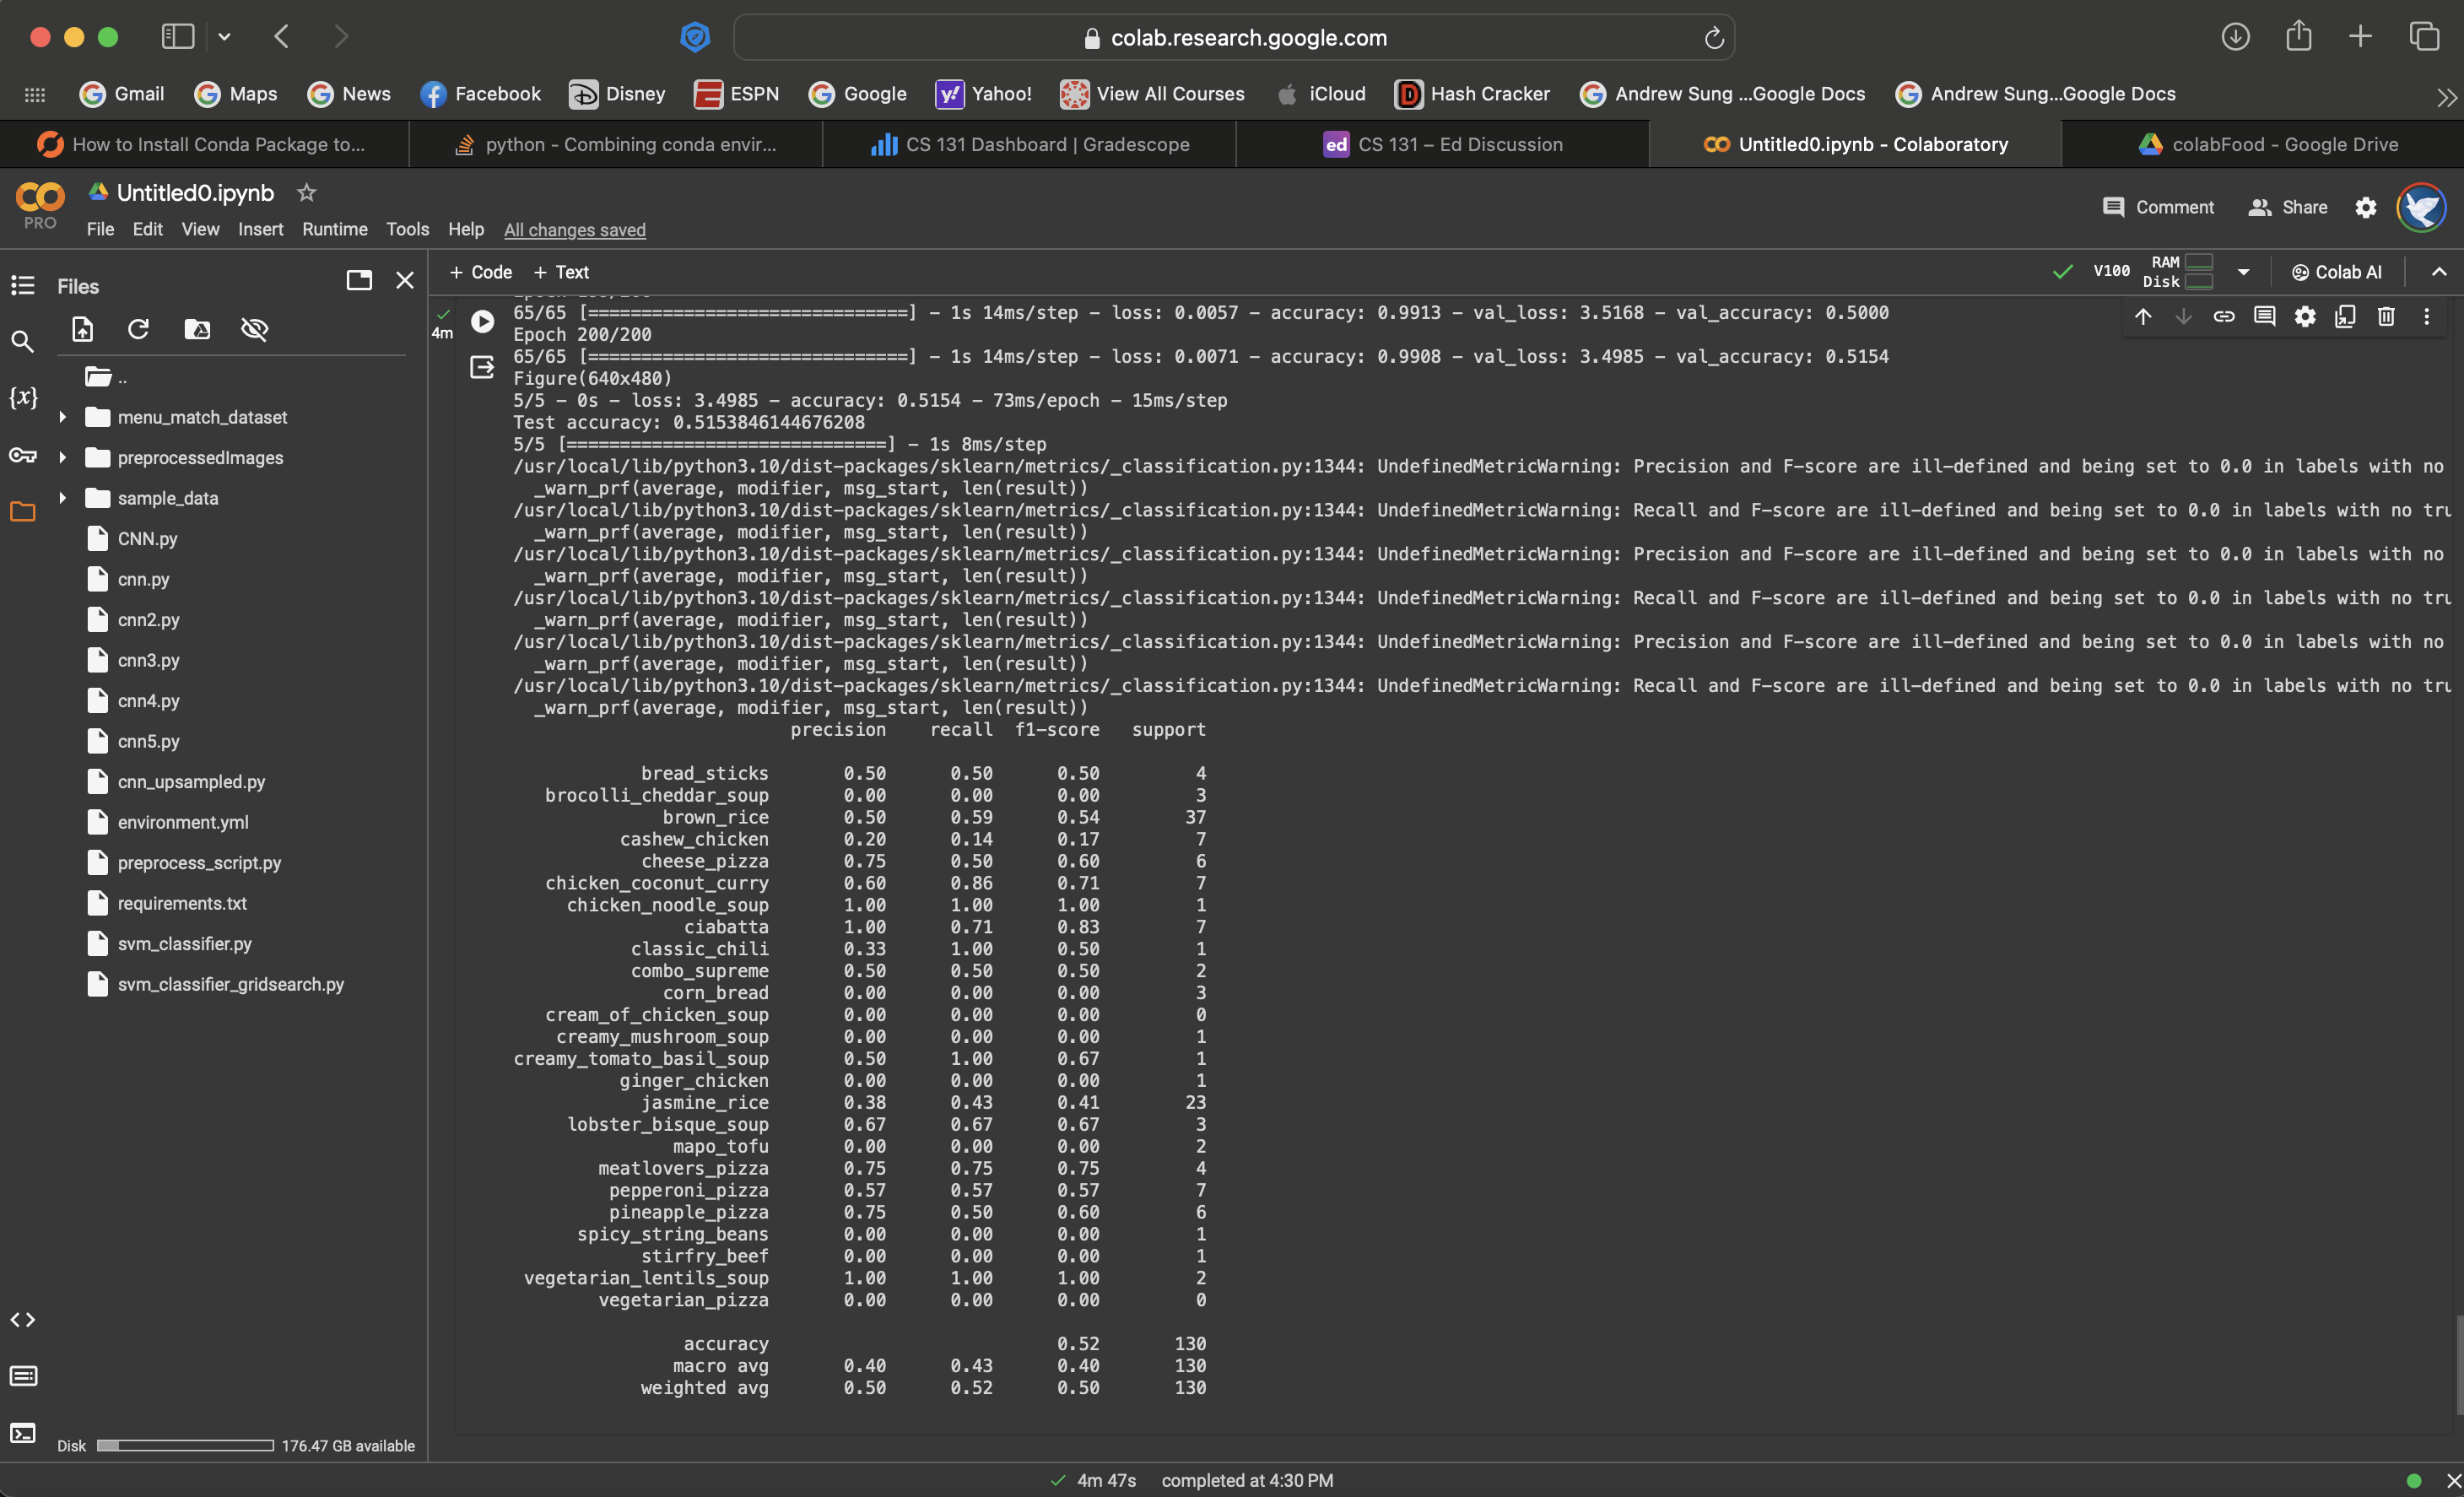 colab.research.google.com
Gmail Maps News Facebook Disney ESPN Google Yahoo! View All Courses iCloud Hash Cracker Andrew Sung ...Google Docs Andrew Sung...Google Docs
How to Install Conda Package to... python - Combining conda envir... CS 131 Dashboard | Gradescope CS 131 – Ed Discussion Untitled0.ipynb - Colaboratory colabFood - Google Drive
Untitled0.ipynb
PRO
File Edit View Insert Runtime Tools Help All changes saved
Comment Share
Files
+ Code + Text
V100 RAM Disk Colab AI
..
menu_match_dataset
preprocessedImages
sample_data
CNN.py
cnn.py
cnn2.py
cnn3.py
cnn4.py
cnn5.py
cnn_upsampled.py
environment.yml
preprocess_script.py
requirements.txt
svm_classifier.py
svm_classifier_gridsearch.py
Disk 176.47 GB available
4m
65/65 [==============================] - 1s 14ms/step - loss: 0.0057 - accuracy: 0.9913 - val_loss: 3.5168 - val_accuracy: 0.5000
Epoch 200/200
65/65 [==============================] - 1s 14ms/step - loss: 0.0071 - accuracy: 0.9908 - val_loss: 3.4985 - val_accuracy: 0.5154
Figure(640x480)
5/5 - 0s - loss: 3.4985 - accuracy: 0.5154 - 73ms/epoch - 15ms/step
Test accuracy: 0.5153846144676208
5/5 [==============================] - 1s 8ms/step
/usr/local/lib/python3.10/dist-packages/sklearn/metrics/_classification.py:1344: UndefinedMetricWarning: Precision and F-score are ill-defined and being set to 0.0 in labels with no
_warn_prf(average, modifier, msg_start, len(result))
/usr/local/lib/python3.10/dist-packages/sklearn/metrics/_classification.py:1344: UndefinedMetricWarning: Recall and F-score are ill-defined and being set to 0.0 in labels with no tru
_warn_prf(average, modifier, msg_start, len(result))
/usr/local/lib/python3.10/dist-packages/sklearn/metrics/_classification.py:1344: UndefinedMetricWarning: Precision and F-score are ill-defined and being set to 0.0 in labels with no
_warn_prf(average, modifier, msg_start, len(result))
/usr/local/lib/python3.10/dist-packages/sklearn/metrics/_classification.py:1344: UndefinedMetricWarning: Recall and F-score are ill-defined and being set to 0.0 in labels with no tru
_warn_prf(average, modifier, msg_start, len(result))
/usr/local/lib/python3.10/dist-packages/sklearn/metrics/_classification.py:1344: UndefinedMetricWarning: Precision and F-score are ill-defined and being set to 0.0 in labels with no
_warn_prf(average, modifier, msg_start, len(result))
/usr/local/lib/python3.10/dist-packages/sklearn/metrics/_classification.py:1344: UndefinedMetricWarning: Recall and F-score are ill-defined and being set to 0.0 in labels with no tru
_warn_prf(average, modifier, msg_start, len(result))
precision recall f1-score support
bread_sticks 0.50 0.50 0.50 4
brocolli_cheddar_soup 0.00 0.00 0.00 3
brown_rice 0.50 0.59 0.54 37
cashew_chicken 0.20 0.14 0.17 7
cheese_pizza 0.75 0.50 0.60 6
chicken_coconut_curry 0.60 0.86 0.71 7
chicken_noodle_soup 1.00 1.00 1.00 1
ciabatta 1.00 0.71 0.83 7
classic_chili 0.33 1.00 0.50 1
combo_supreme 0.50 0.50 0.50 2
corn_bread 0.00 0.00 0.00 3
cream_of_chicken_soup 0.00 0.00 0.00 0
creamy_mushroom_soup 0.00 0.00 0.00 1
creamy_tomato_basil_soup 0.50 1.00 0.67 1
ginger_chicken 0.00 0.00 0.00 1
jasmine_rice 0.38 0.43 0.41 23
lobster_bisque_soup 0.67 0.67 0.67 3
mapo_tofu 0.00 0.00 0.00 2
meatlovers_pizza 0.75 0.75 0.75 4
pepperoni_pizza 0.57 0.57 0.57 7
pineapple_pizza 0.75 0.50 0.60 6
spicy_string_beans 0.00 0.00 0.00 1
stirfry_beef 0.00 0.00 0.00 1
vegetarian_lentils_soup 1.00 1.00 1.00 2
vegetarian_pizza 0.00 0.00 0.00 0
accuracy 0.52 130
macro avg 0.40 0.43 0.40 130
weighted avg 0.50 0.52 0.50 130
4m 47s completed at 4:30 PM